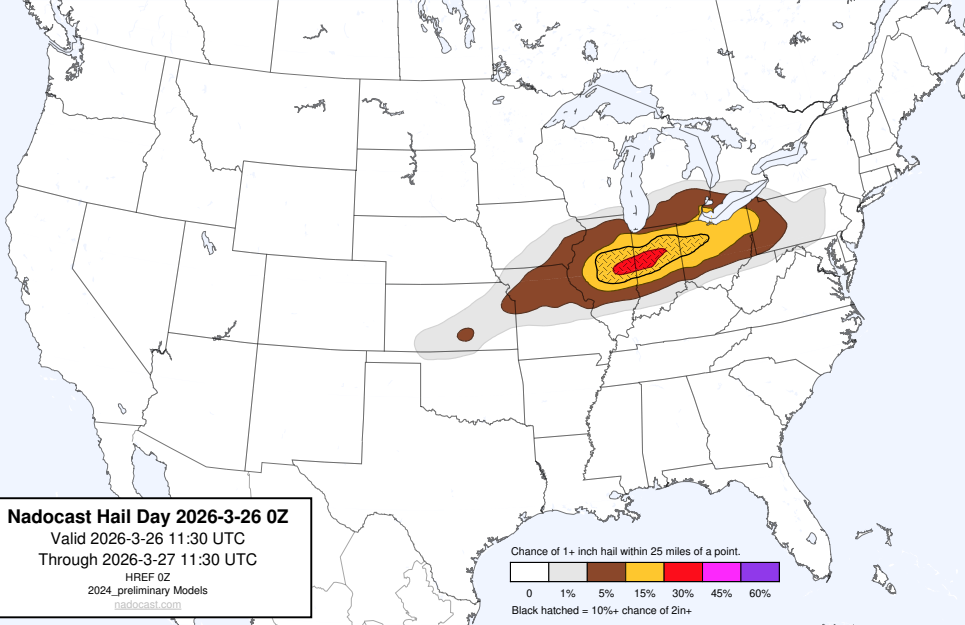 Nadocast Hail Day 2026-3-26 0Z
Valid 2026-3-26 11:30 UTC
Through 2026-3-27 11:30 UTC
HREF 0Z
2024_preliminary Models
nadocast.com
Chance of 1+ inch hail within 25 miles of a point.
0 1% 5% 15% 30% 45% 60%
Black hatched = 10%+ chance of 2in+